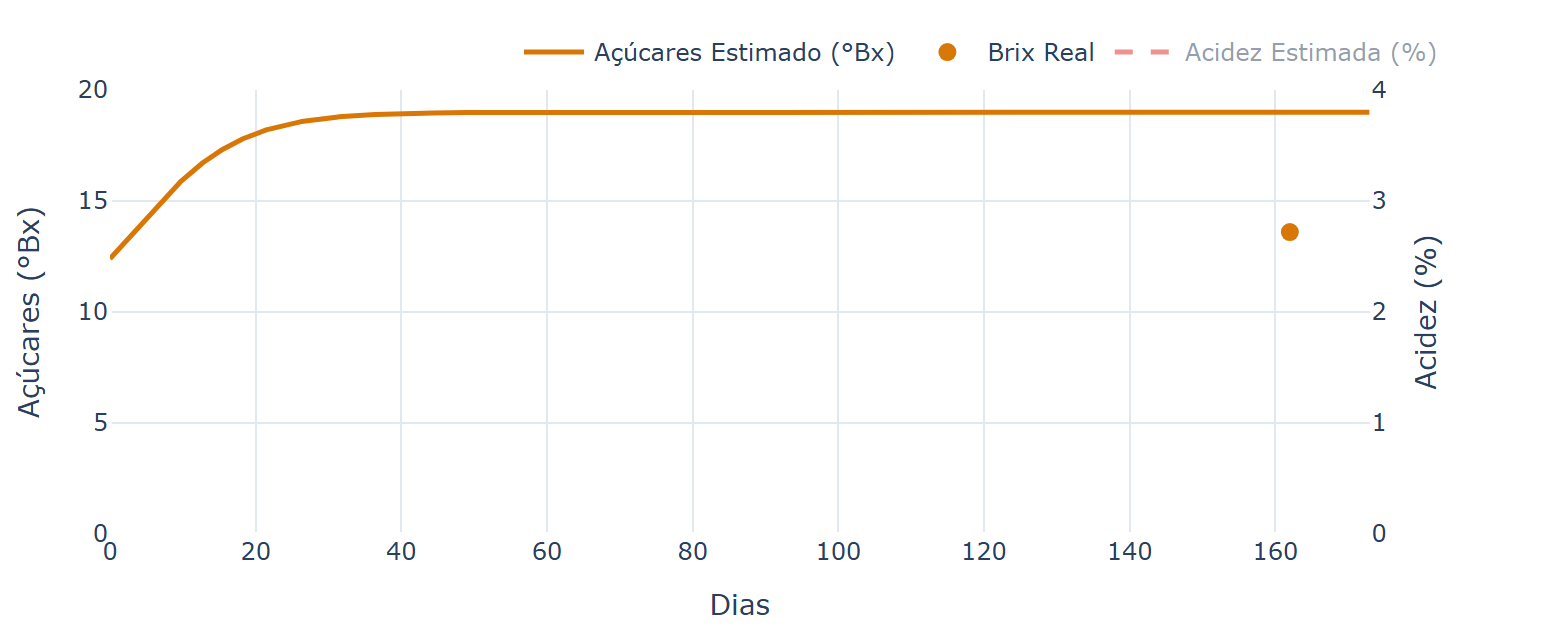 Açúcares Estimado (°Bx) Brix Real Acidez Estimada (%)
20 4
15 3
10 2
5 1
0 0
0 20 40 60 80 100 120 140 160
Açúcares (°Bx)
Acidez (%)
Dias